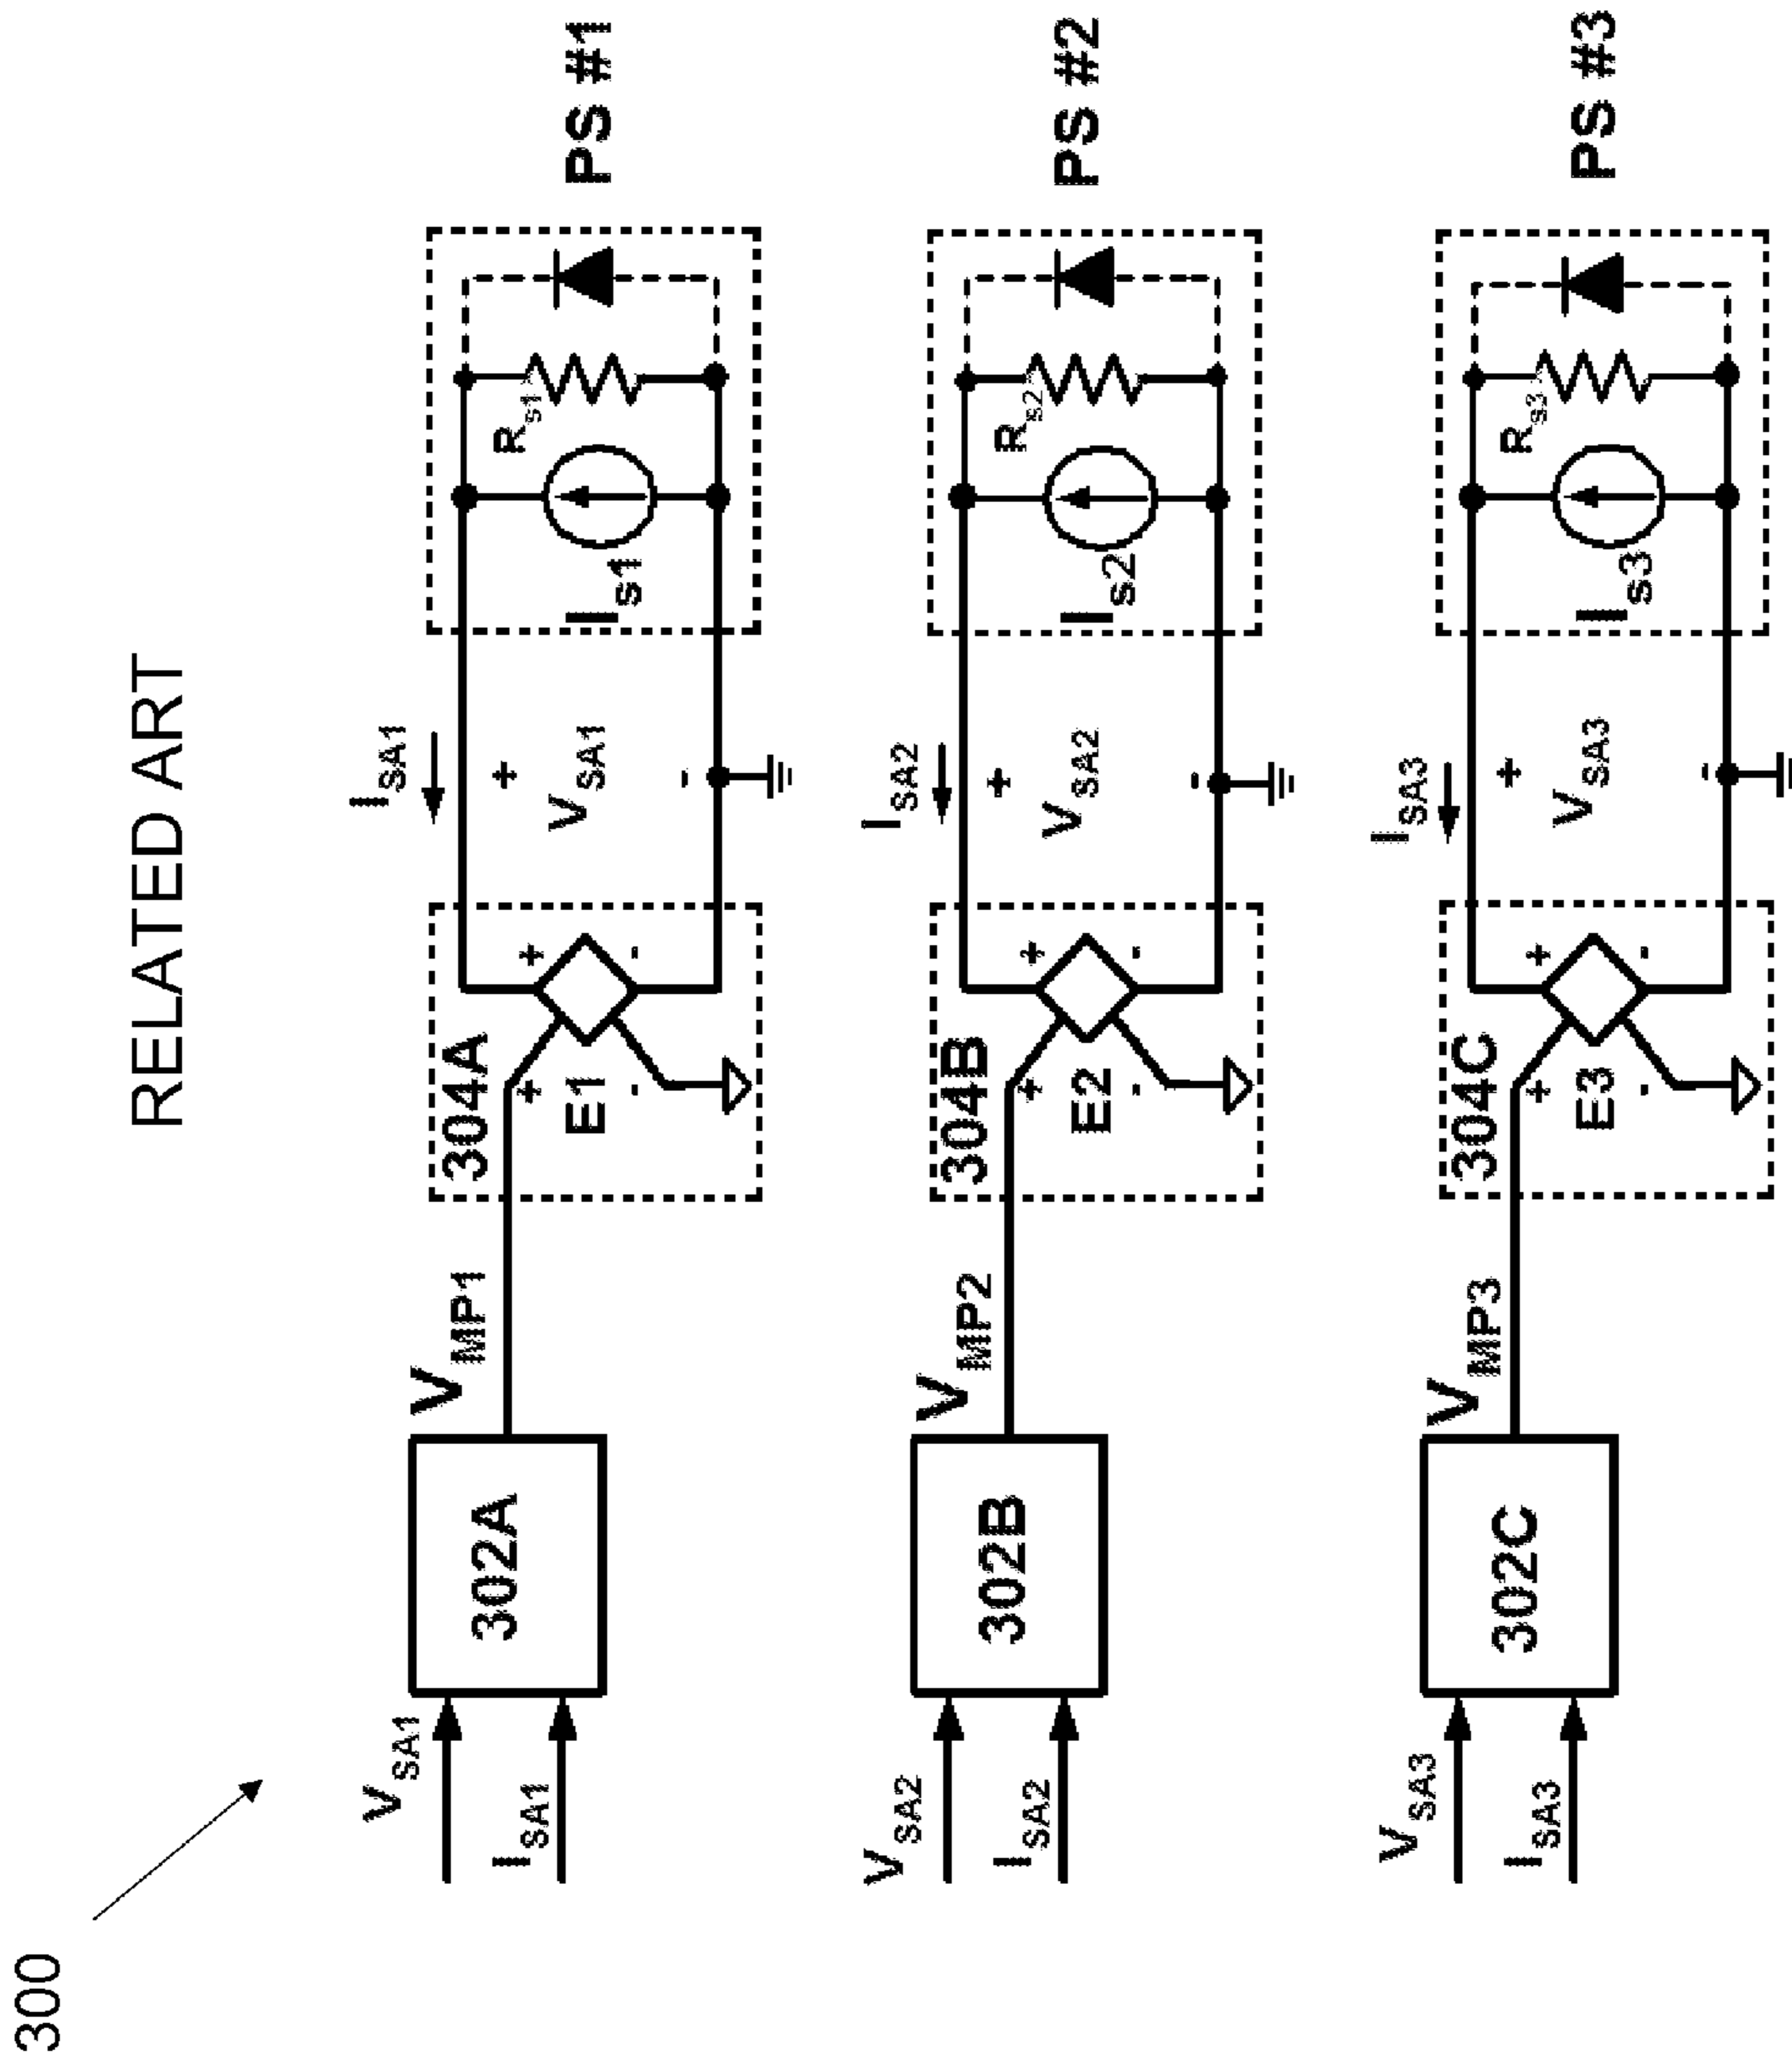 300
RELATED ART
V_SA1
I_SA1
302A
V_MP1
304A
+
-
E1
+
-
I_SA1
+
V_SA1
-
I_s1
R_s1
PS #1
V_SA2
I_SA2
302B
V_MP2
304B
+
-
E2
+
-
I_SA2
+
V_SA2
-
I_s2
R_s2
PS #2
V_SA3
I_SA3
302C
V_MP3
304C
+
-
E3
+
-
I_SA3
+
V_SA3
-
I_s3
R_s3
PS #3